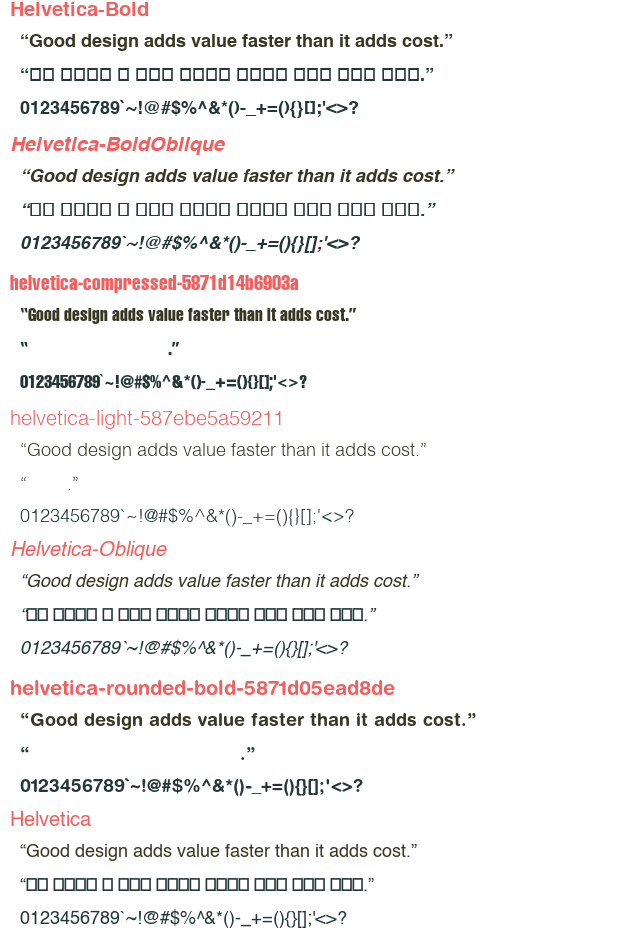 Helvetica-Bold
“Good design adds value faster than it adds cost.”
“ .”
0123456789`~!@#$%^&*()-_+=(){}[];'<>?
Helvetica-BoldOblique
“Good design adds value faster than it adds cost.”
“ .”
0123456789`~!@#$%^&*()-_+=(){}[];'<>?
helvetica-compressed-5871d14b6903a
“Good design adds value faster than it adds cost.”
“ .”
0123456789`~!@#$%^&*()-_+=(){}[];'<>?
helvetica-light-587ebe5a59211
“Good design adds value faster than it adds cost.”
“ .”
0123456789`~!@#$%^&*()-_+=(){}[];'<>?
Helvetica-Oblique
“Good design adds value faster than it adds cost.”
“ .”
0123456789`~!@#$%^&*()-_+=(){}[];'<>?
helvetica-rounded-bold-5871d05ead8de
“Good design adds value faster than it adds cost.”
“ .”
0123456789`~!@#$%^&*()-_+=(){}[];'<>?
Helvetica
“Good design adds value faster than it adds cost.”
“ .”
0123456789`~!@#$%^&*()-_+=(){}[];'<>?